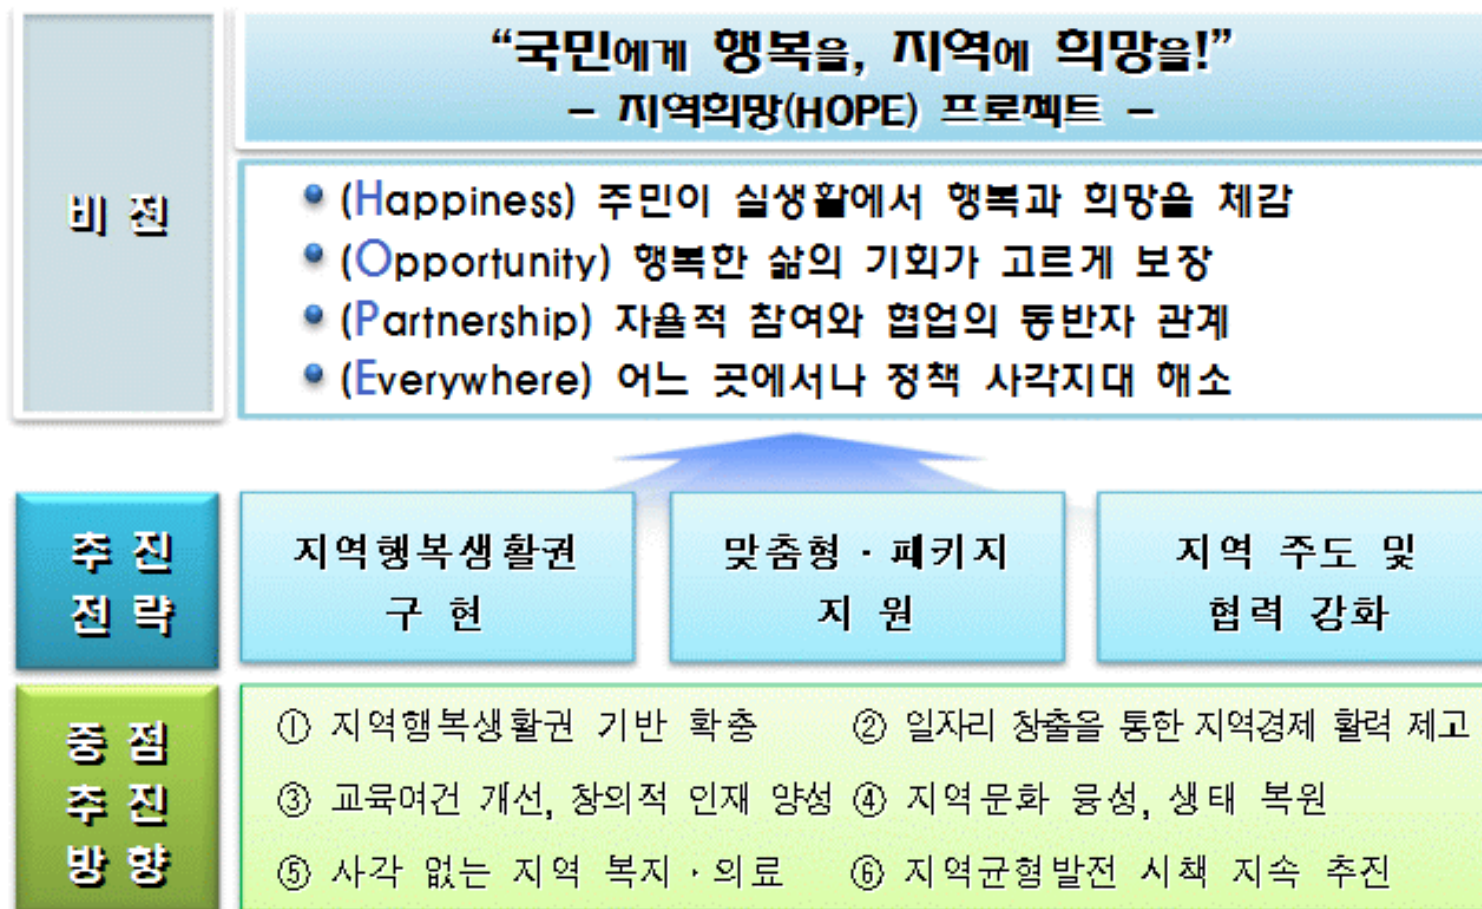 “국민에게 행복을, 지역에 희망을!”
– 지역희망(HOPE) 프로젝트 –
비 전
(Happiness) 주민이 실생활에서 행복과 희망을 체감
(Opportunity) 행복한 삶의 기회가 고르게 보장
(Partnership) 자율적 참여와 협업의 동반자 관계
(Everywhere) 어느 곳에서나 정책 사각지대 해소
추 진
전 략
지역행복생활권
구 현
맞춤형 · 패키지
지 원
지역 주도 및
협력 강화
중 점
추 진
방 향
① 지역행복생활권 기반 확충
② 일자리 창출을 통한 지역경제 활력 제고
③ 교육여건 개선, 창의적 인재 양성
④ 지역문화 융성, 생태 복원
⑤ 사각 없는 지역 복지 · 의료
⑥ 지역균형발전 시책 지속 추진